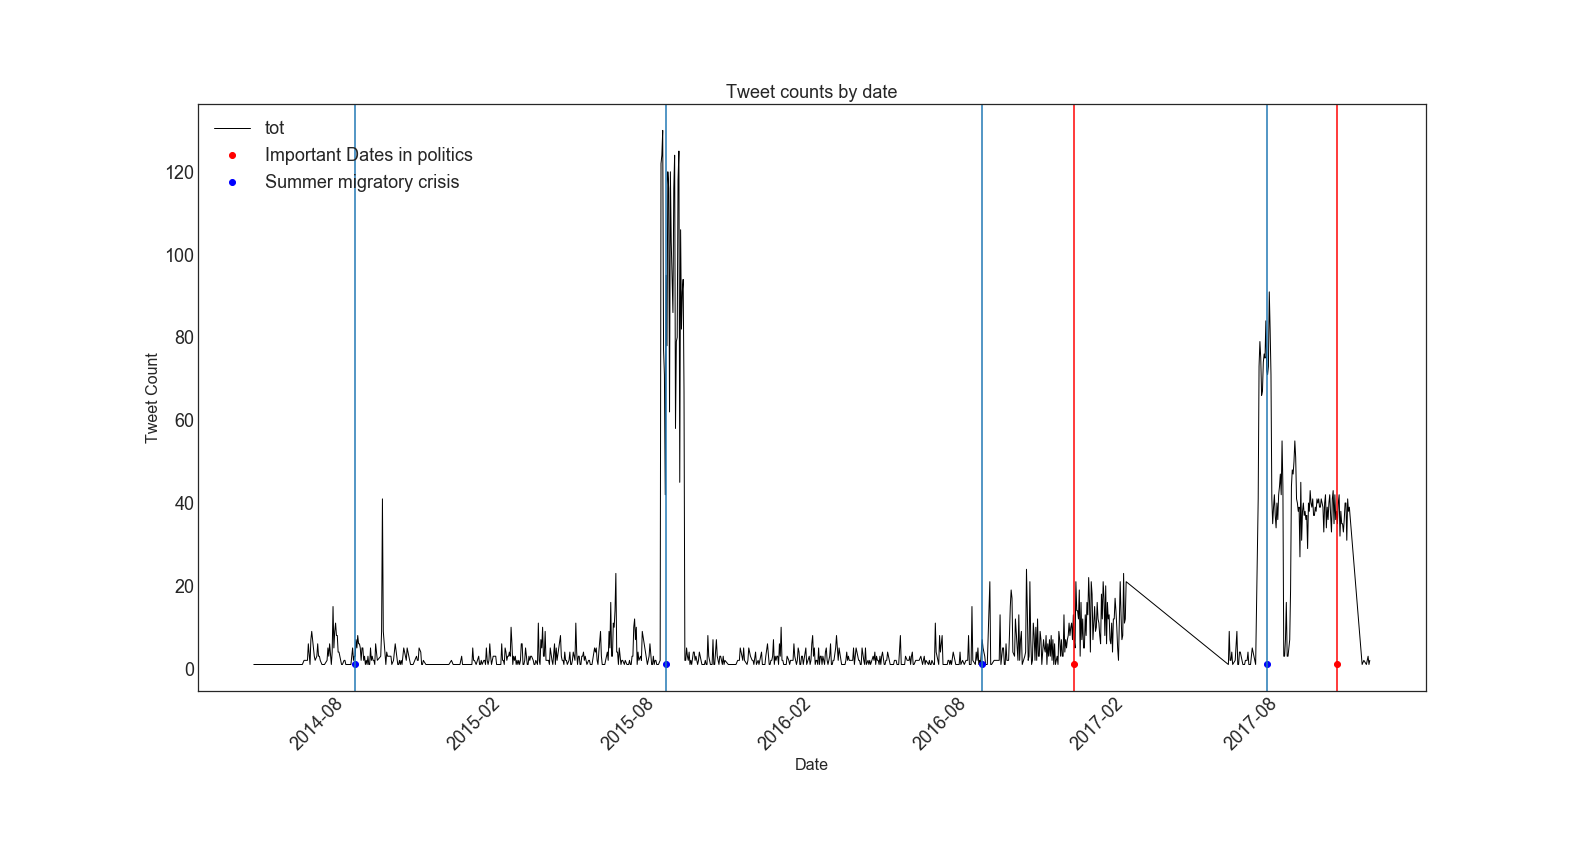 Tweet counts by date
tot
Important Dates in politics
Summer migratory crisis
120
100
80
60
40
20
0
Tweet Count
2014-08
2015-02
2015-08
2016-02
2016-08
2017-02
2017-08
Date